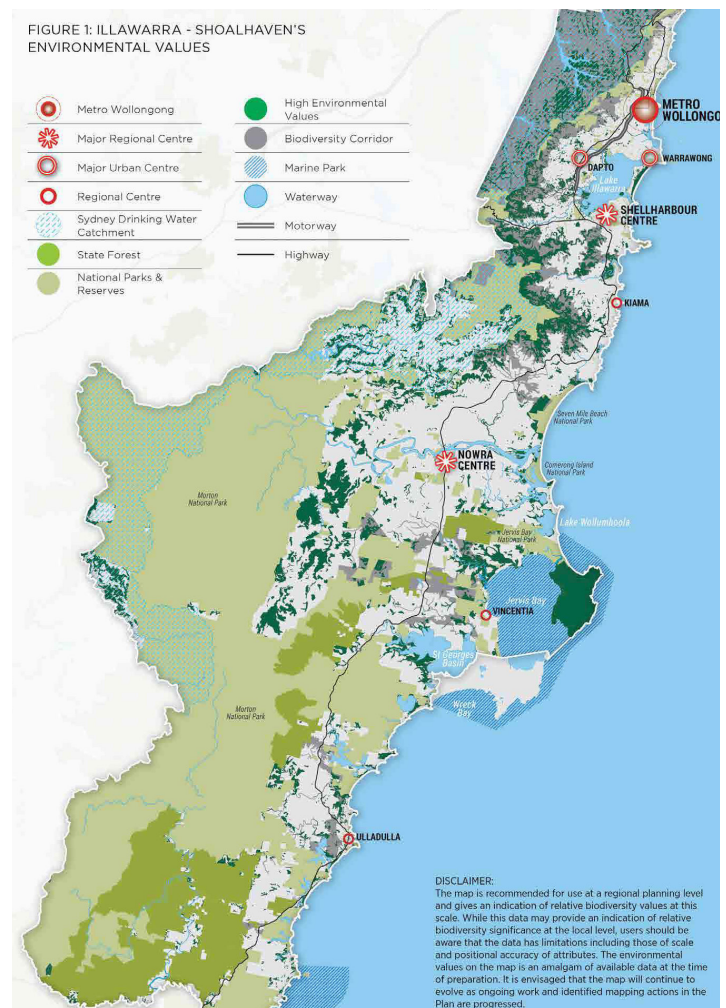 FIGURE 1: ILLAWARRA - SHOALHAVEN'S
ENVIRONMENTAL VALUES
Metro Wollongong
Major Regional Centre
Major Urban Centre
Regional Centre
Sydney Drinking Water
Catchment
State Forest
National Parks &
Reserves
High Environmental
Values
Biodiversity Corridor
Marine Park
Waterway
Motorway
Highway
METRO
WOLLONGO
DAPTO
WARRAWONG
Lake
Illawarra
SHELLHARBOUR
CENTRE
KIAMA
Seven Mile Beach
National Park
NOWRA
CENTRE
Comerong Island
National Park
Morton
National Park
Lake Wollumboola
Jervis Bay
National Park
Jervis Bay
VINCENTIA
St Georges
Basin
Wreck
Bay
Morton
National Park
ULLADULLA
DISCLAIMER:
The map is recommended for use at a regional planning level
and gives an indication of relative biodiversity values at this
scale. While this data may provide an indication of relative
biodiversity significance at the local level, users should be
aware that the data has limitations including those of scale
and positional accuracy of attributes. The environmental
values on the map is an amalgam of available data at the time
of preparation. It is envisaged that the map will continue to
evolve as ongoing work and identified mapping actions in the
Plan are progressed.